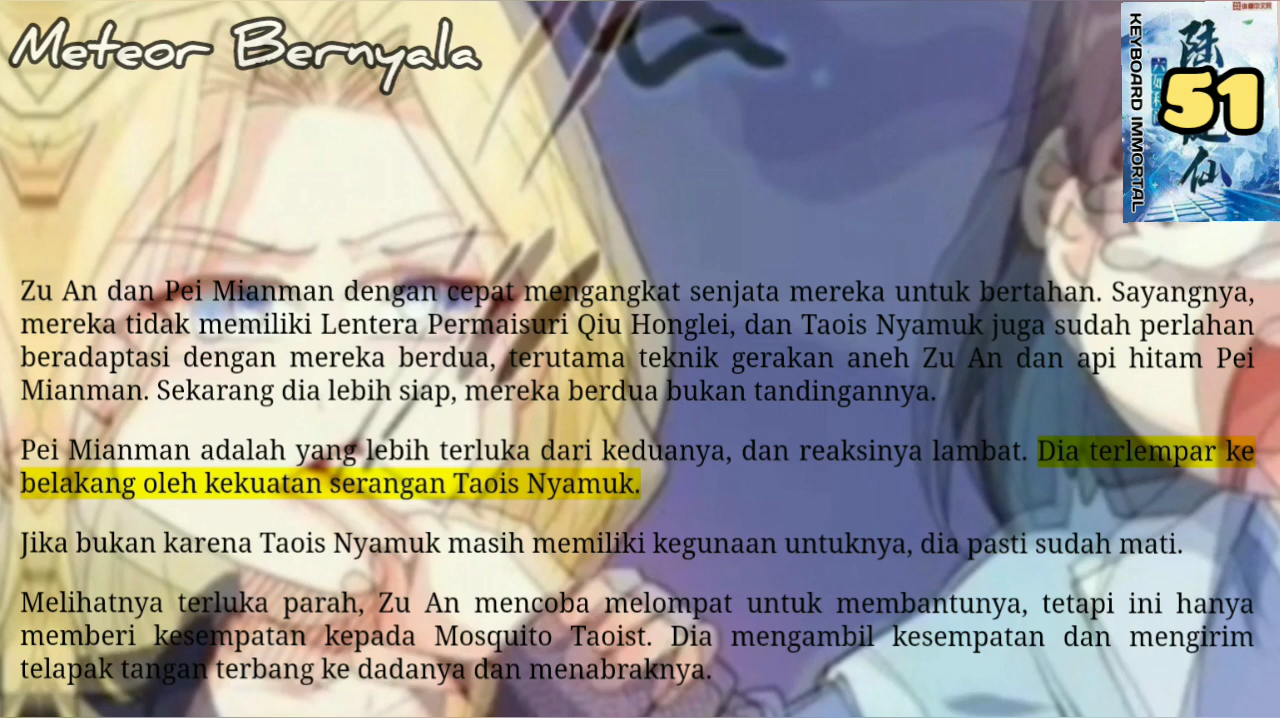 Meteor Bernyala
KEYBOARD IMMORTAL
51
Zu An dan Pei Mianman dengan cepat mengangkat senjata mereka untuk bertahan. Sayangnya,
mereka tidak memiliki Lentera Permaisuri Qiu Honglei, dan Taois Nyamuk juga sudah perlahan
beradaptasi dengan mereka berdua, terutama teknik gerakan aneh Zu An dan api hitam Pei
Mianman. Sekarang dia lebih siap, mereka berdua bukan tandingannya.
Pei Mianman adalah yang lebih terluka dari keduanya, dan reaksinya lambat. Dia terlempar ke
belakang oleh kekuatan serangan Taois Nyamuk.
Jika bukan karena Taois Nyamuk masih memiliki kegunaan untuknya, dia pasti sudah mati.
Melihatnya terluka parah, Zu An mencoba melompat untuk membantunya, tetapi ini hanya
memberi kesempatan kepada Mosquito Taoist. Dia mengambil kesempatan dan mengirim
telapak tangan terbang ke dadanya dan menabraknya.